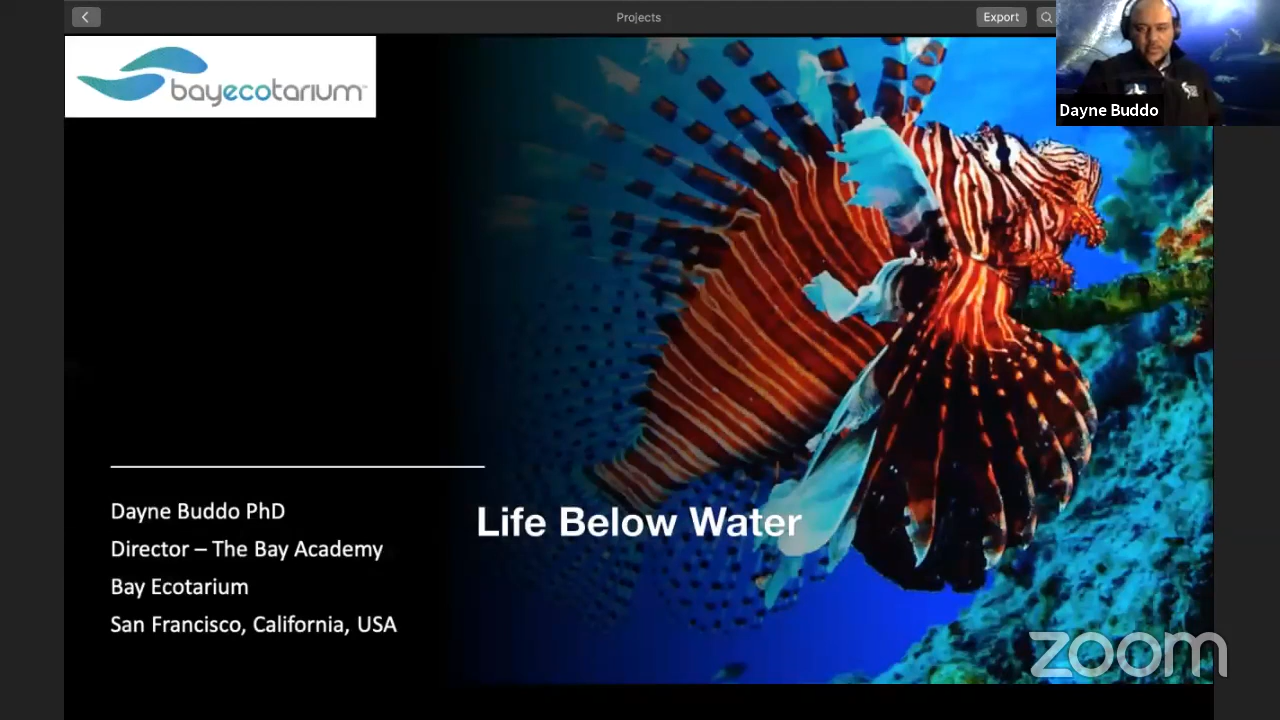 Projects
Export
bayecotarium
Dayne Buddo
Life Below Water
Dayne Buddo PhD
Director – The Bay Academy
Bay Ecotarium
San Francisco, California, USA
zoom